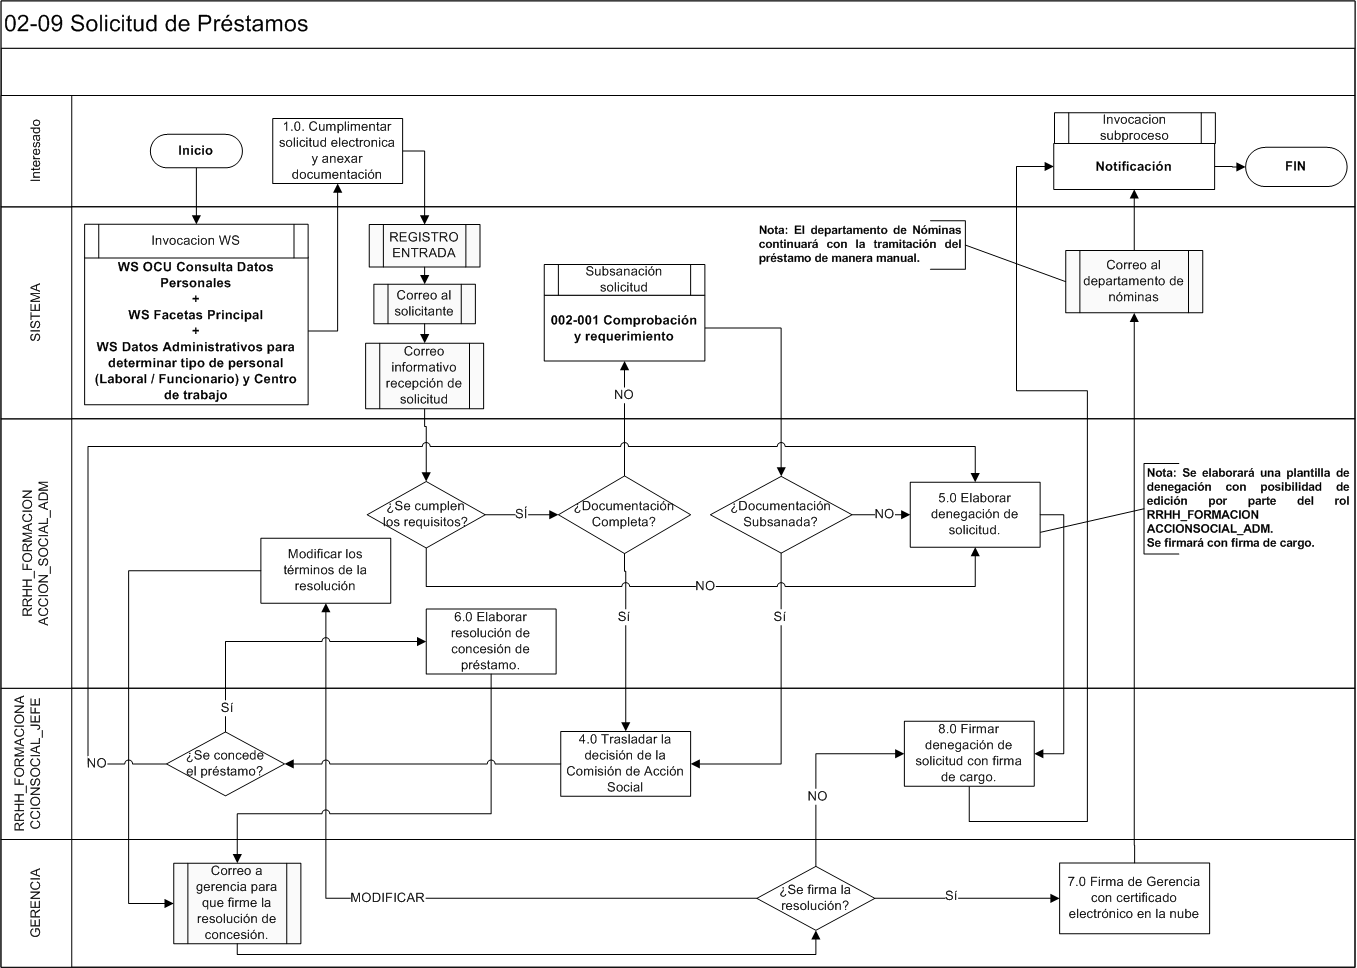 02-09 Solicitud de Préstamos
Interesado
Inicio
1.0. Cumplimentar
solicitud electronica
y anexar
documentación
Invocacion
subproceso
Notificación
FIN
SISTEMA
Invocacion WS
WS OCU Consulta Datos
Personales
+
WS Facetas Principal
+
WS Datos Administrativos para
determinar tipo de personal
(Laboral / Funcionario) y Centro
de trabajo
REGISTRO
ENTRADA
Correo al
solicitante
Correo
informativo
recepción de
solicitud
Subsanación
solicitud
002-001 Comprobación
y requerimiento
NO
Nota: El departamento de Nóminas
continuará con la tramitación del
préstamo de manera manual.
Correo al
departamento de
nóminas
RRHH_FORMACION
ACCION_SOCIAL_ADM
¿Se cumplen
los requisitos?
SÍ
¿Documentación
Completa?
¿Documentación
Subsanada?
NO
5.0 Elaborar
denegación de
solicitud.
Nota: Se elaborará una plantilla de
denegación con posibilidad de
edición por parte del rol
RRHH_FORMACION
ACCIONSOCIAL_ADM.
Se firmará con firma de cargo.
Modificar los
términos de la
resolución
NO
Sí
Sí
6.0 Elaborar
resolución de
concesión de
préstamo.
RRHH_FORMACIONA
CCIONSOCIAL_JEFE
Sí
NO
¿Se concede
el préstamo?
4.0 Trasladar la
decisión de la
Comisión de Acción
Social
8.0 Firmar
denegación de
solicitud con firma
de cargo.
NO
GERENCIA
Correo a
gerencia para
que firme la
resolución de
concesión.
MODIFICAR
¿Se firma la
resolución?
Sí
7.0 Firma de Gerencia
con certificado
electrónico en la nube